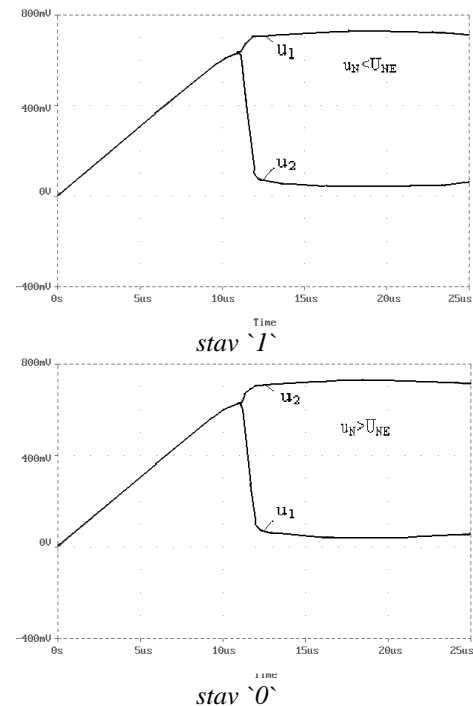 800mV
u1
uN<UNE
400mV
u2
0V
-400mV
0s 5us 10us 15us 20us 25us
Time
stav `1`
800mV
u2
uN>UNE
400mV
u1
0V
-400mV
0s 5us 10us 15us 20us 25us
Time
stav `0`